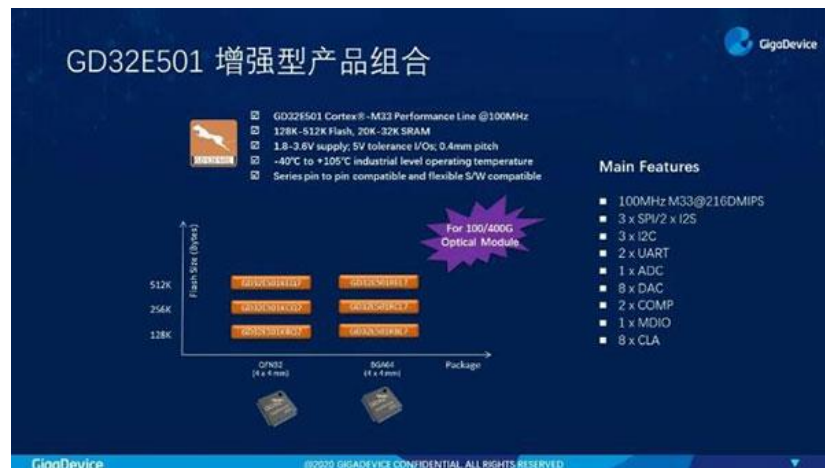 GD32E501 增强型产品组合
GigaDevice
GD32E501 Cortex®-M33 Performance Line @100MHz
128K-512K Flash, 20K-32K SRAM
1.8-3.6V supply; 5V tolerance I/Os; 0.4mm pitch
-40℃ to +105℃ industrial level operating temperature
Series pin to pin compatible and flexible S/W compatible
GD32E501
Main Features
100MHz M33@216DMIPS
3 x SPI/2 x I2S
3 x I2C
2 x UART
1 x ADC
8 x DAC
2 x COMP
1 x MDIO
8 x CLA
For 100/400G
Optical Module
Flash Size (Bytes)
512K
256K
128K
QFN32
(4 x 4 mm)
BGA64
(4 x 4 mm)
Package
GigaDevice
@2020 GIGADEVICE CONFIDENTIAL. ALL RIGHTS RESERVED